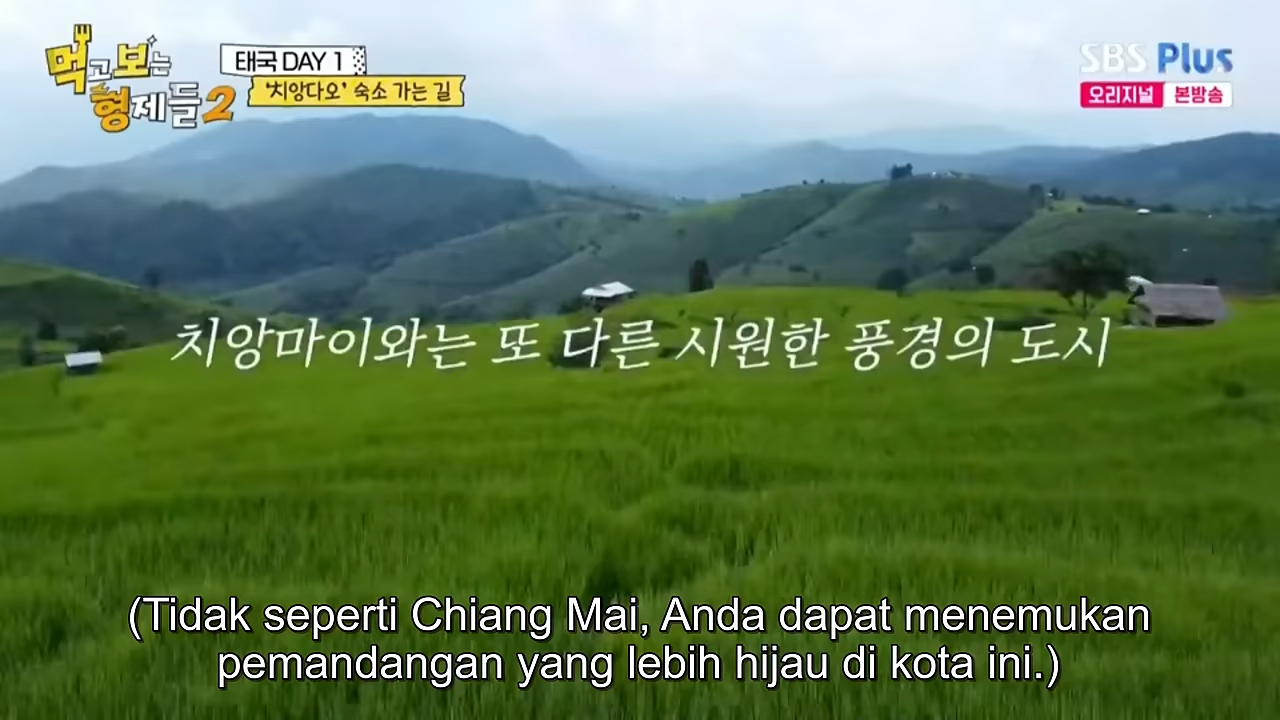 먹고 보는
형제들2
태국 DAY 1
'치앙다오' 숙소 가는 길
SBS Plus
오리지널 본방송
치앙마이와는 또 다른 시원한 풍경의 도시
(Tidak seperti Chiang Mai, Anda dapat menemukan
pemandangan yang lebih hijau di kota ini.)